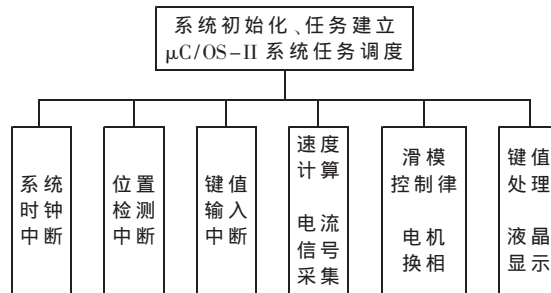 系统初始化、任务建立
μC/OS-II 系统任务调度
系统
时钟
中断
位置
检测
中断
键值
输入
中断
速度
计算
电流
信号
采集
滑模
控制律
电机
换相
键值
处理
液晶
显示